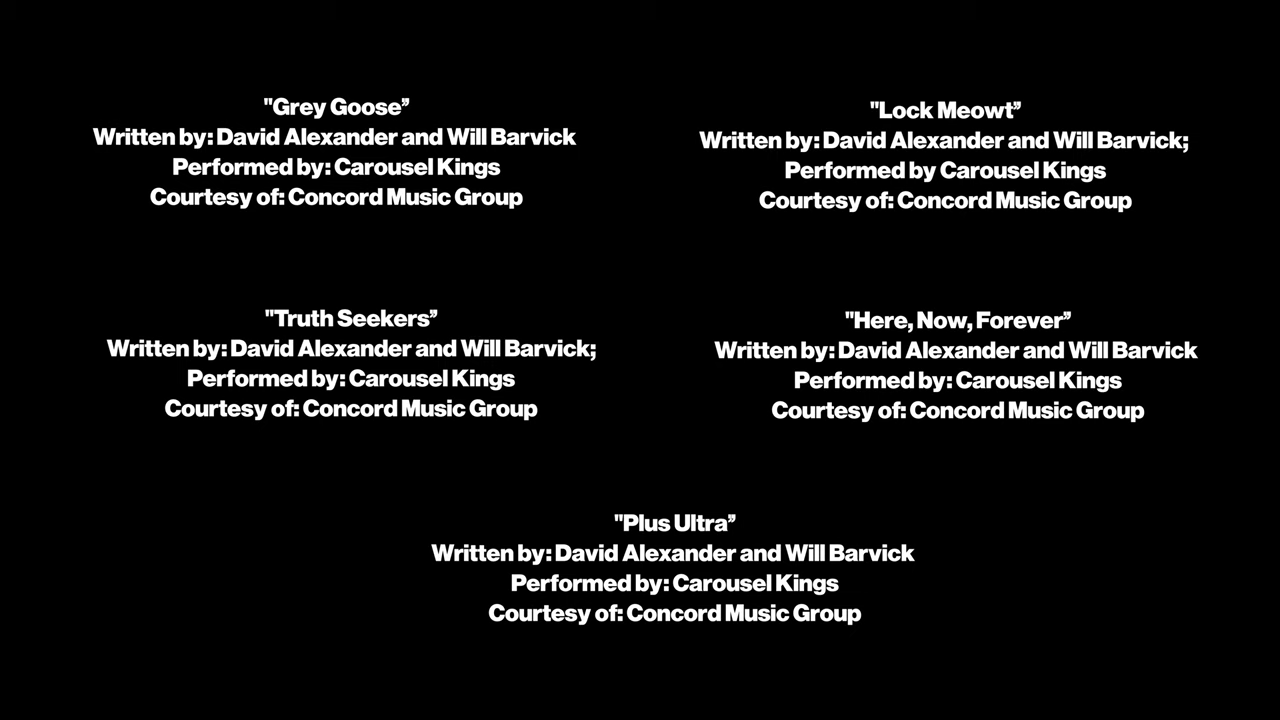 "Grey Goose”
Written by: David Alexander and Will Barvick
Performed by: Carousel Kings
Courtesy of: Concord Music Group
"Lock Meowt”
Written by: David Alexander and Will Barvick;
Performed by Carousel Kings
Courtesy of: Concord Music Group
"Truth Seekers”
Written by: David Alexander and Will Barvick;
Performed by: Carousel Kings
Courtesy of: Concord Music Group
"Here, Now, Forever”
Written by: David Alexander and Will Barvick
Performed by: Carousel Kings
Courtesy of: Concord Music Group
"Plus Ultra”
Written by: David Alexander and Will Barvick
Performed by: Carousel Kings
Courtesy of: Concord Music Group